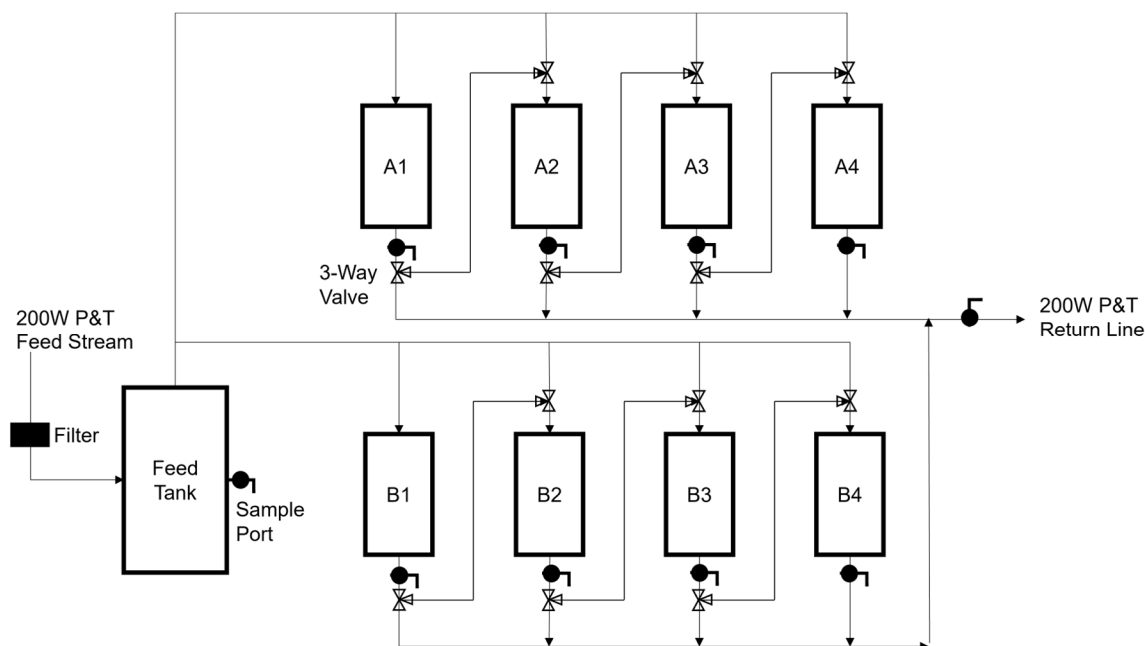 A1
A2
A3
A4
3-Way
Valve
200W P&T
Feed Stream
200W P&T
Return Line
Filter
Feed
Tank
Sample
Port
B1
B2
B3
B4